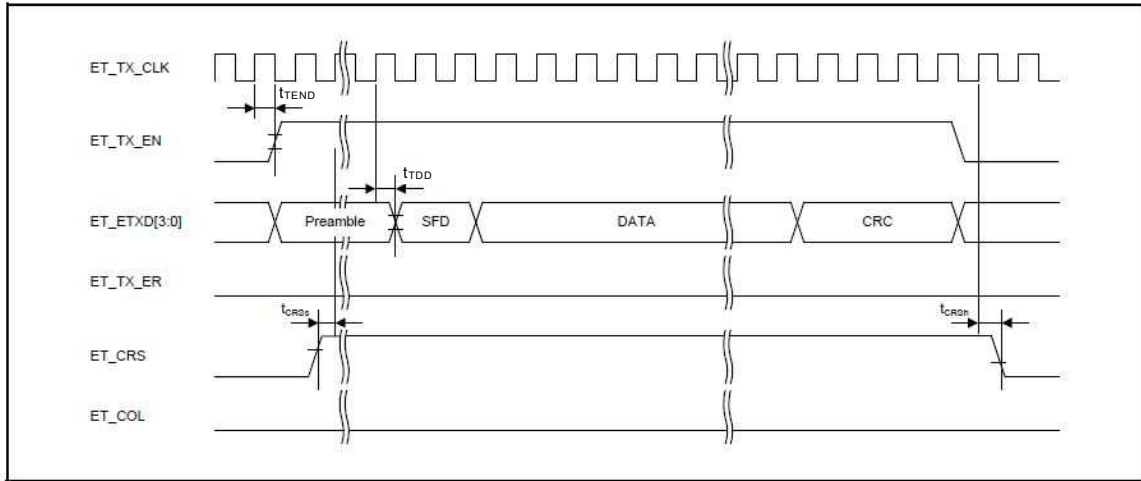 ET_TX_CLK
tTEND
ET_TX_EN
tTDD
ET_ETXD[3:0] Preamble SFD DATA CRC
ET_TX_ER
tCRSs tCRSh
ET_CRS
ET_COL